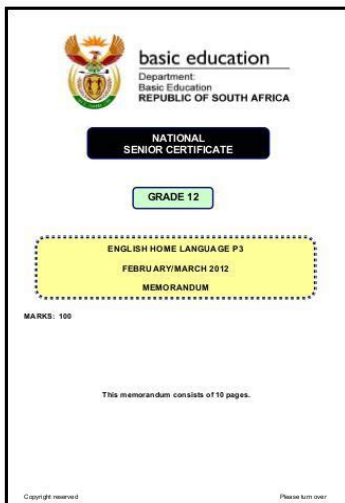 basic education
Department:
Basic Education
REPUBLIC OF SOUTH AFRICA
NATIONAL
SENIOR CERTIFICATE
GRADE 12
ENGLISH HOME LANGUAGE P3
FEBRUARY/MARCH 2012
MEMORANDUM
MARKS: 100
This memorandum consists of 10 pages.
Copyright reserved
Please turn over